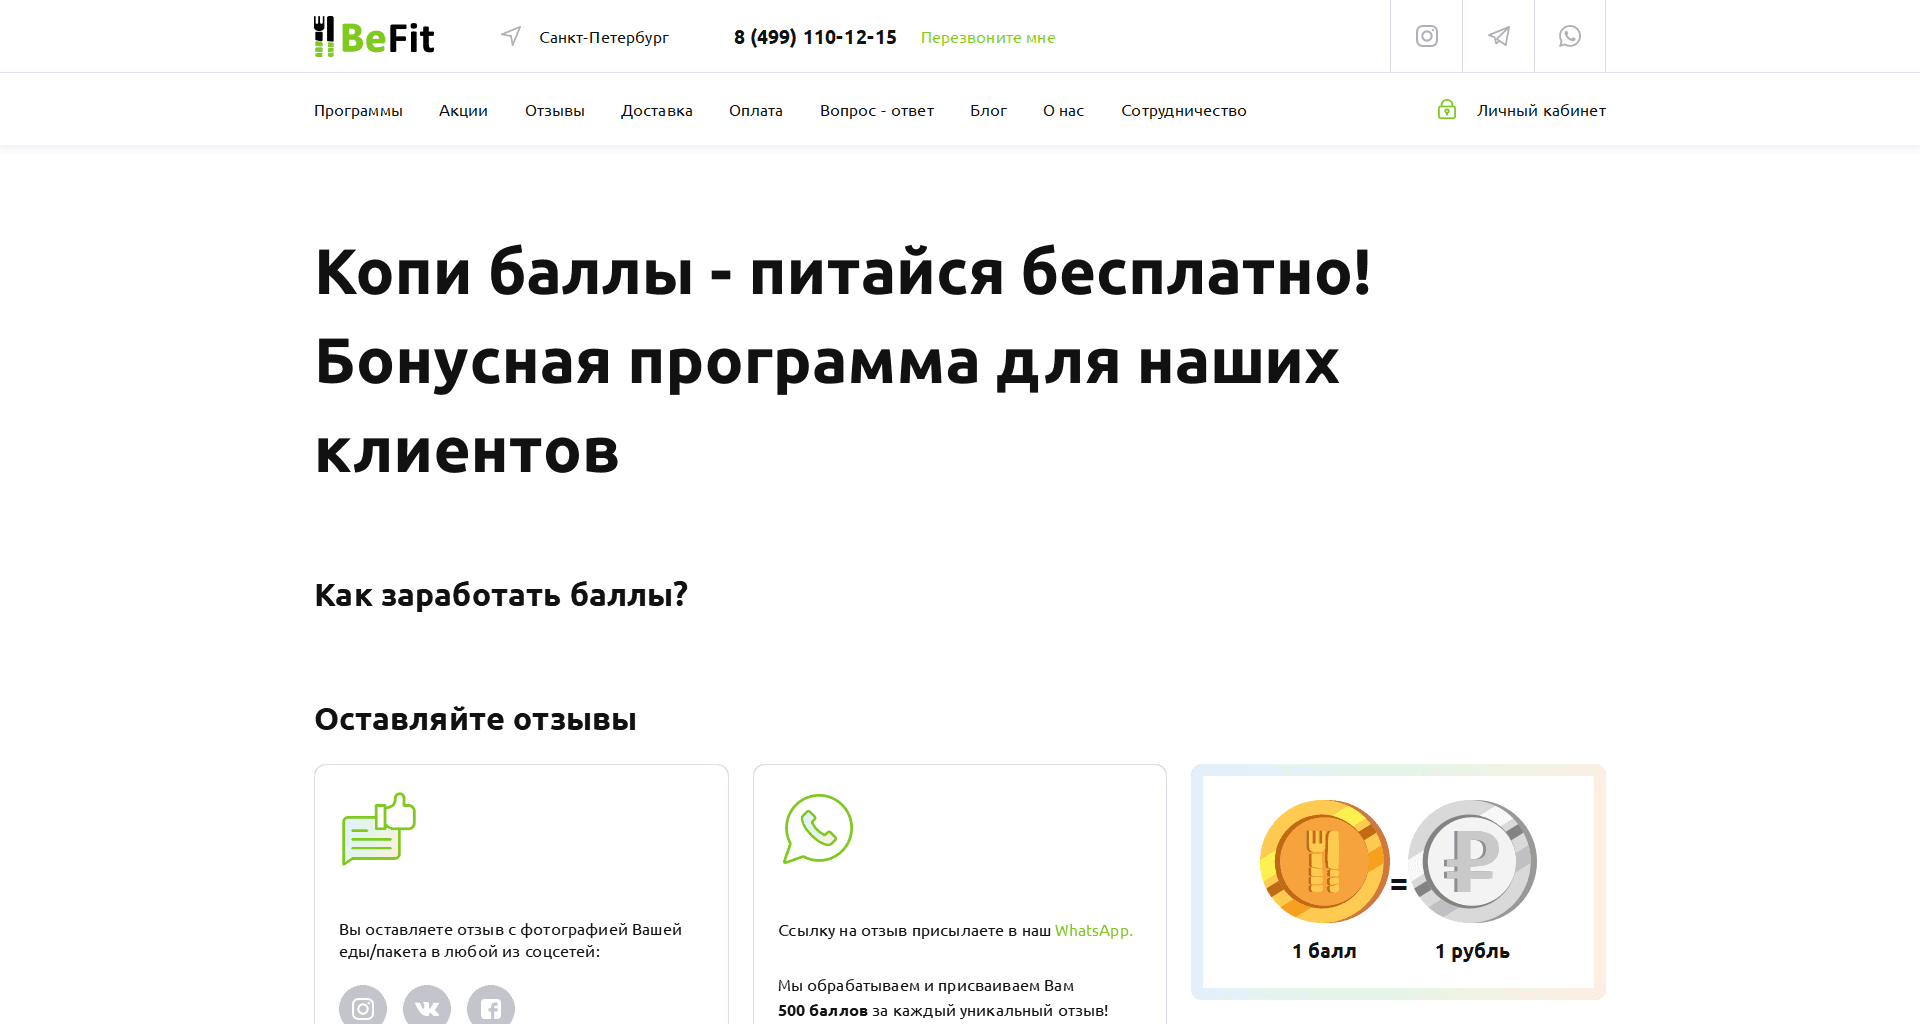 BeFit
Санкт-Петербург
8 (499) 110-12-15
Перезвоните мне
Программы
Акции
Отзывы
Доставка
Оплата
Вопрос - ответ
Блог
О нас
Сотрудничество
Личный кабинет
Копи баллы - питайся бесплатно!
Бонусная программа для наших
клиентов
Как заработать баллы?
Оставляйте отзывы
Вы оставляете отзыв с фотографией Вашей
еды/пакета в любой из соцсетей:
Ссылку на отзыв присылаете в наш WhatsApp.
Мы обрабатываем и присваиваем Вам
500 баллов за каждый уникальный отзыв!
=
1 балл
1 рубль